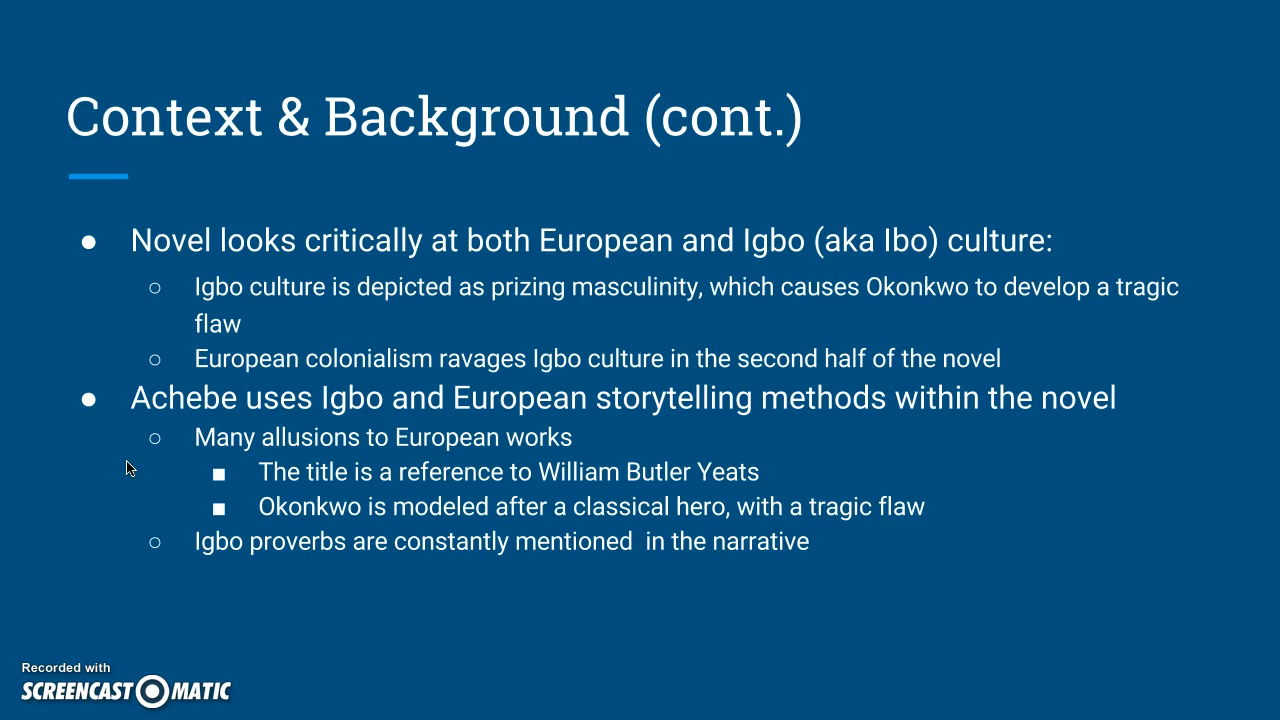 Context & Background (cont.)
● Novel looks critically at both European and Igbo (aka Ibo) culture:
○ Igbo culture is depicted as prizing masculinity, which causes Okonkwo to develop a tragic
flaw
○ European colonialism ravages Igbo culture in the second half of the novel
● Achebe uses Igbo and European storytelling methods within the novel
○ Many allusions to European works
■ The title is a reference to William Butler Yeats
■ Okonkwo is modeled after a classical hero, with a tragic flaw
○ Igbo proverbs are constantly mentioned  in the narrative
Recorded with
SCREENCAST MATIC